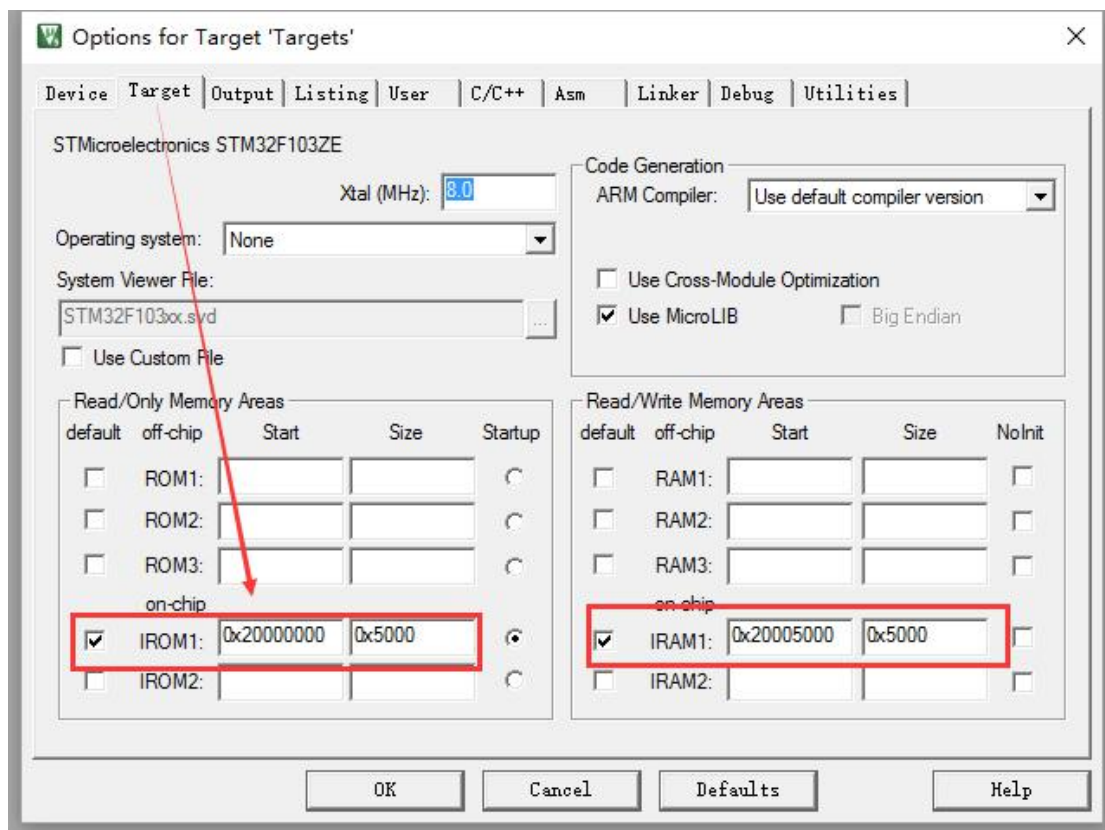 Options for Target 'Targets'
Device Target Output Listing User C/C++ Asm Linker Debug Utilities
STMicroelectronics STM32F103ZE
Xtal (MHz): 8.0
Operating system: None
System Viewer File:
STM32F103xx.svd
...
Use Custom File
Code Generation
ARM Compiler: Use default compiler version
Use Cross-Module Optimization
Use MicroLIB Big Endian
Read/Only Memory Areas
default off-chip Start Size Startup
ROM1:
ROM2:
ROM3:
on-chip
IROM1: 0x20000000 0x5000
IROM2:
Read/Write Memory Areas
default off-chip Start Size NoInit
RAM1:
RAM2:
RAM3:
on-chip
IRAM1: 0x20005000 0x5000
IRAM2:
OK Cancel Defaults Help